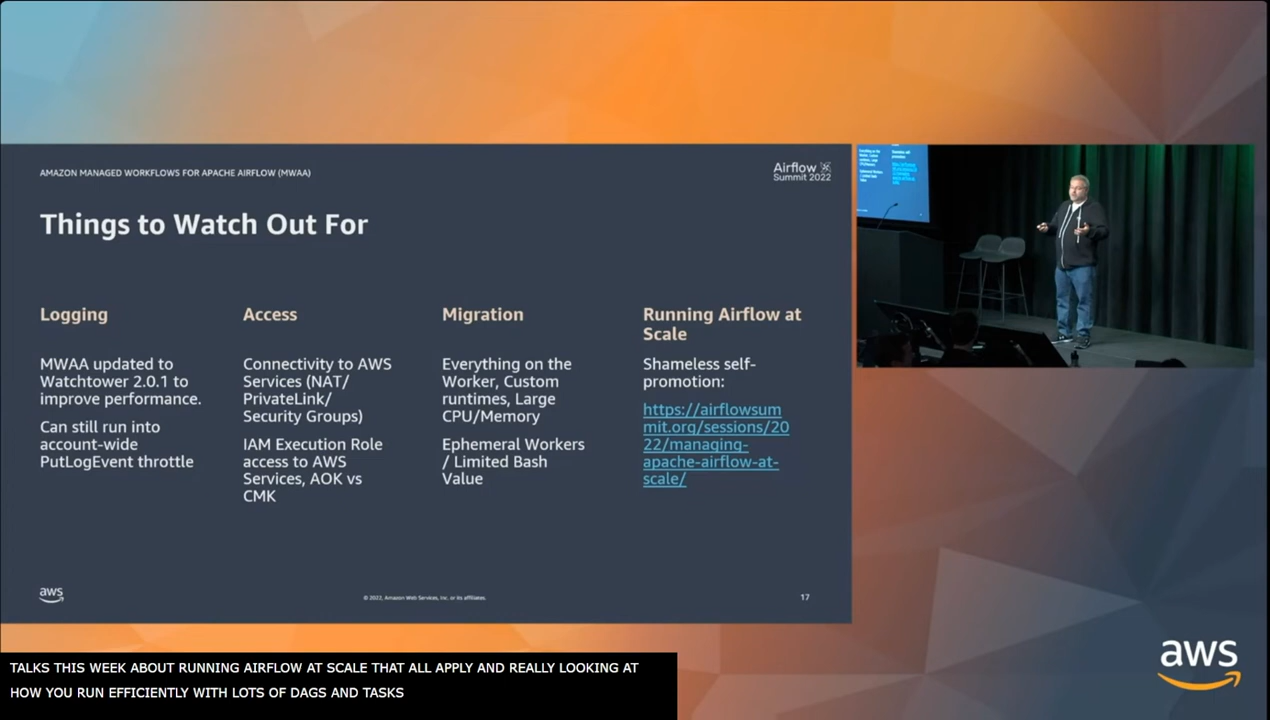 AMAZON MANAGED WORKFLOWS FOR APACHE AIRFLOW (MWAA)
Airflow
Summit 2022
Things to Watch Out For
Logging
MWAA updated to
Watchtower 2.0.1 to
improve performance.
Can still run into
account-wide
PutLogEvent throttle
Access
Connectivity to AWS
Services (NAT/
PrivateLink/
Security Groups)
IAM Execution Role
access to AWS
Services, AOK vs
CMK
Migration
Everything on the
Worker, Custom
runtimes, Large
CPU/Memory
Ephemeral Workers
/ Limited Bash
Value
Running Airflow at
Scale
Shameless self-
promotion:
https://airflowsum
mit.org/sessions/20
22/managing-
apache-airflow-at-
scale/
aws
© 2022, Amazon Web Services, Inc. or its affiliates.
17
aws
TALKS THIS WEEK ABOUT RUNNING AIRFLOW AT SCALE THAT ALL APPLY AND REALLY LOOKING AT
HOW YOU RUN EFFICIENTLY WITH LOTS OF DAGS AND TASKS